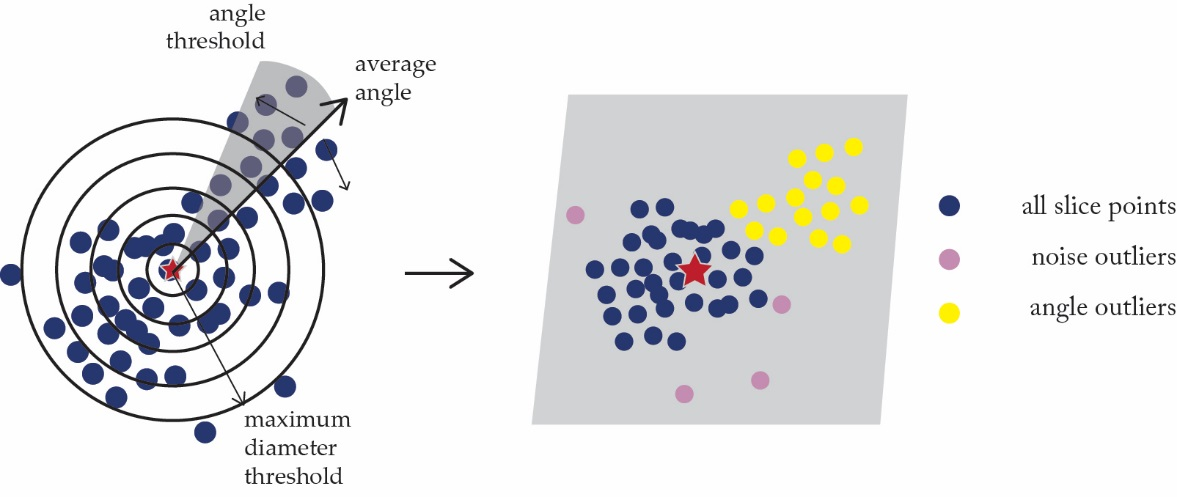 angle
threshold
average
angle
maximum
diameter
threshold
all slice points
noise outliers
angle outliers